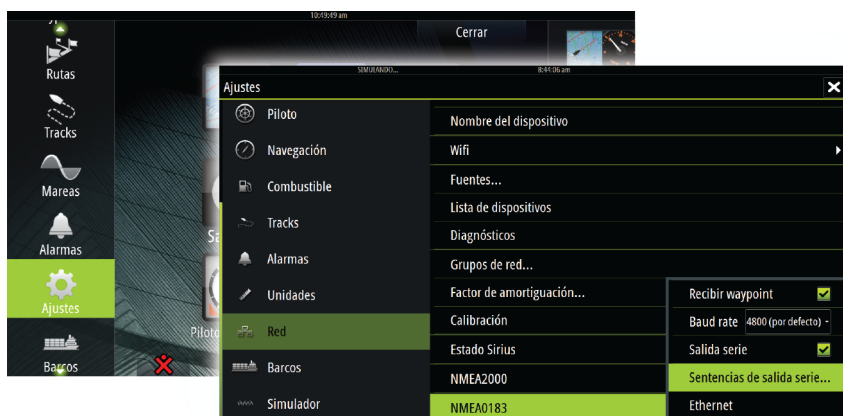 10:49:49 am
Rutas
Tracks
Mareas
Alarmas
Ajustes
Barcos
Cerrar
SIMULANDO...
8:44:06 am
Ajustes
Piloto
Navegación
Combustible
Tracks
Alarmas
Unidades
Red
Barcos
Simulador
Nombre del dispositivo
Wifi
Fuentes...
Lista de dispositivos
Diagnósticos
Grupos de red...
Factor de amortiguación...
Calibración
Estado Sirius
NMEA2000
NMEA0183
Recibir waypoint
Baud rate 4800 (por defecto)
Salida serie
Sentencias de salida serie...
Ethernet
Piloto